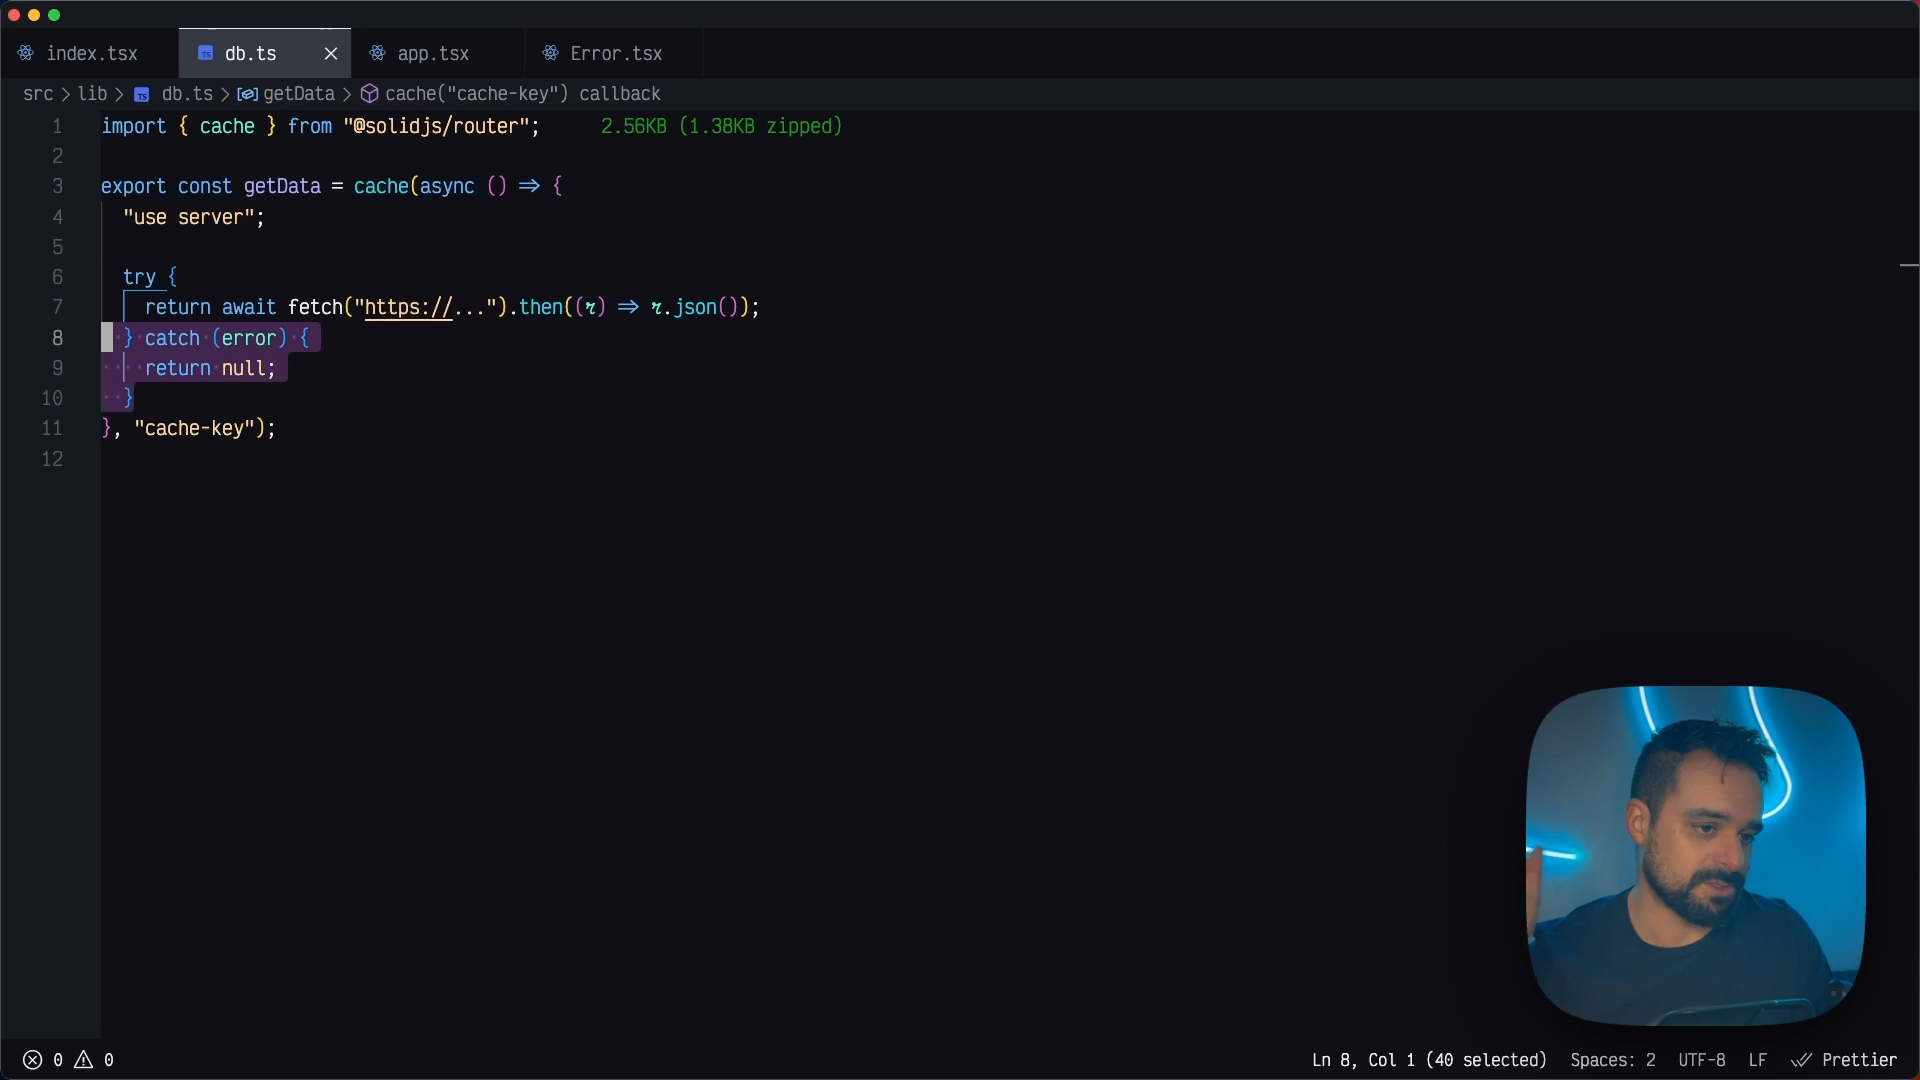 index.tsx db.ts app.tsx Error.tsx
src > lib > TS db.ts > getData > cache("cache-key") callback
1 import { cache } from "@solidjs/router"; 2.56KB (1.38KB zipped)
2
3 export const getData = cache(async () => {
4 "use server";
5
6 try {
7 return await fetch("https://...").then((r) => r.json());
8 } catch (error) {
9 return null;
10 }
11 }, "cache-key");
12
0 0 Ln 8, Col 1 (40 selected) Spaces: 2 UTF-8 LF Prettier